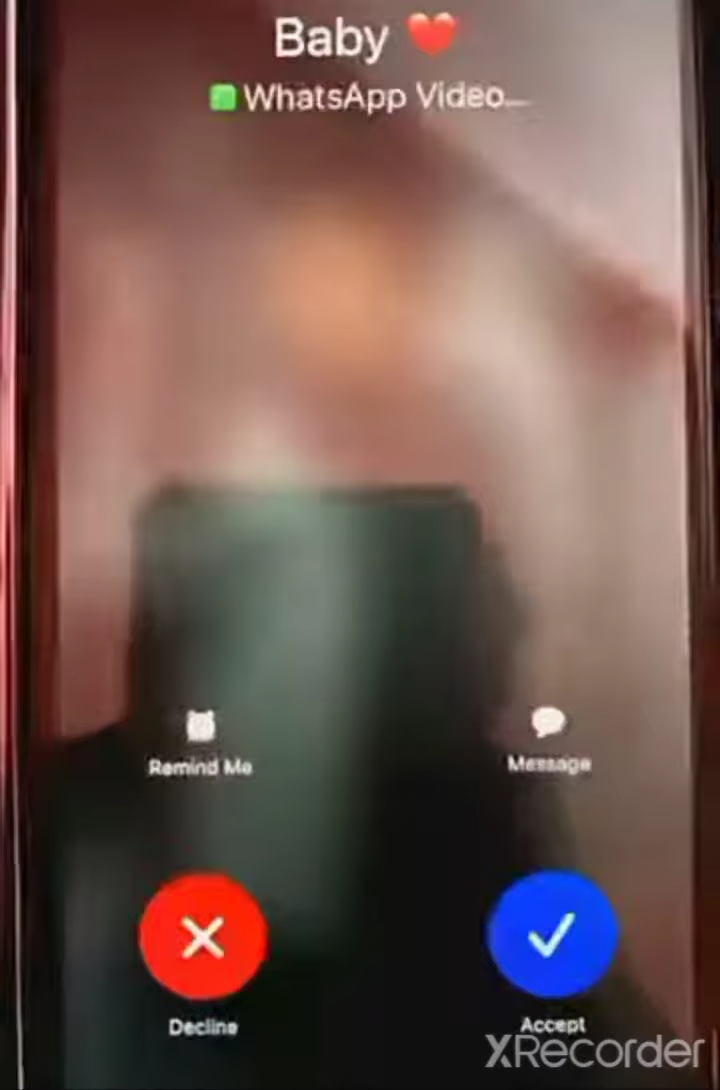 Baby ❤️
WhatsApp Video...
Remind Me
Message
Decline
Accept
XRecorder